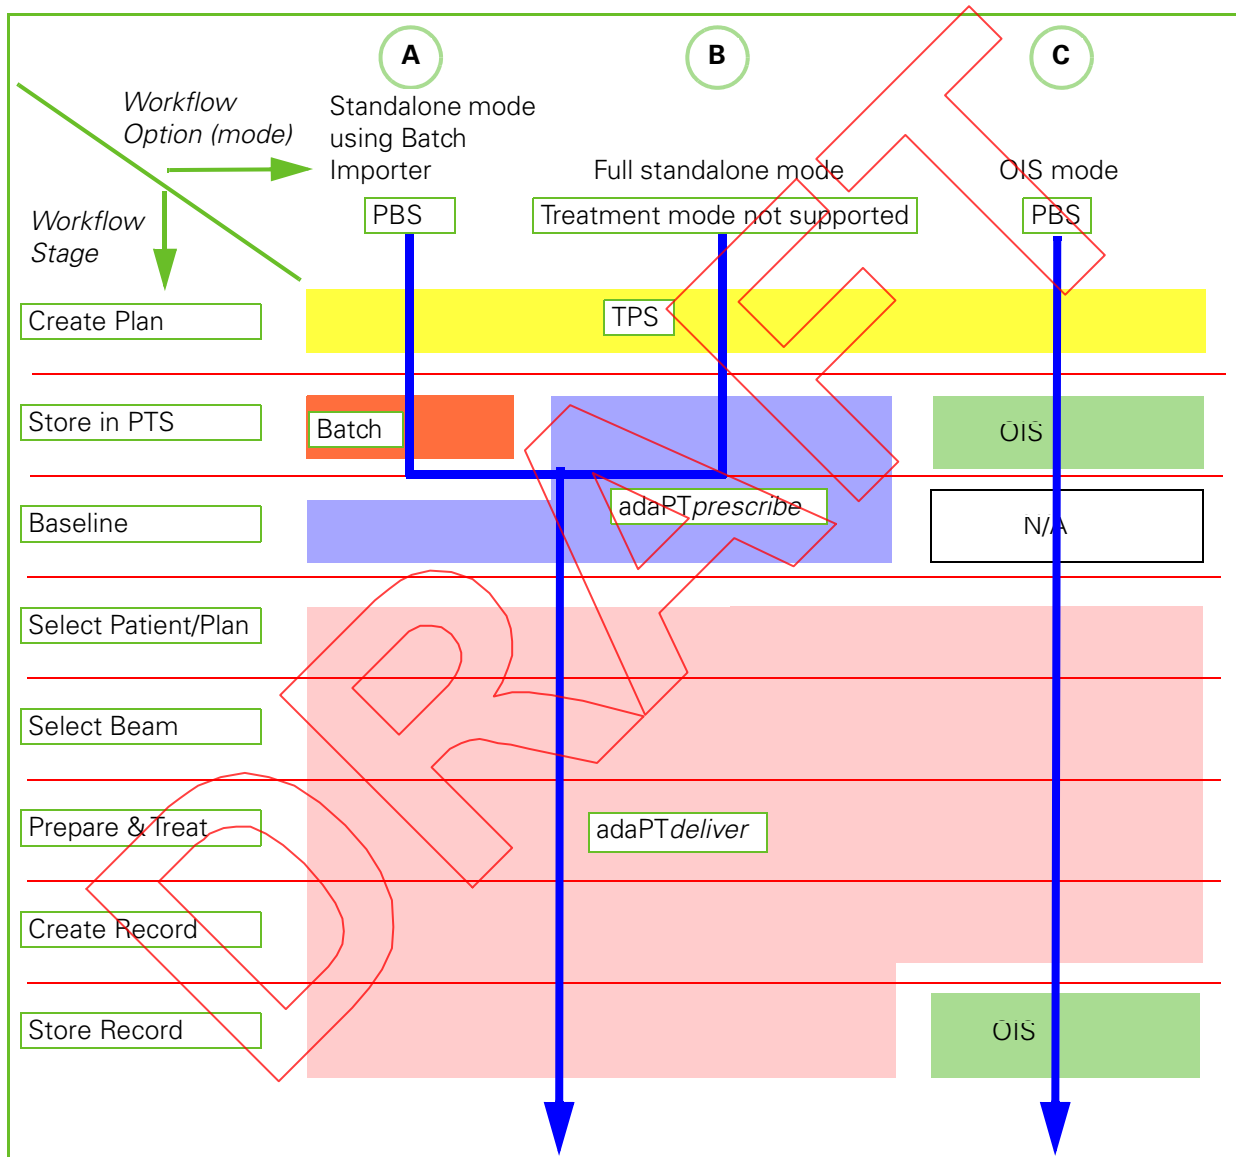 A
B
C
Workflow
Option (mode)
Standalone mode
using Batch
Importer
Full standalone mode
OIS mode
PBS
Treatment mode not supported
PBS
Workflow
Stage
Create Plan
TPS
Store in PTS
Batch
OIS
Baseline
adaPTprescribe
N/A
Select Patient/Plan
Select Beam
Prepare & Treat
adaPTdeliver
Create Record
Store Record
OIS
DRAFT